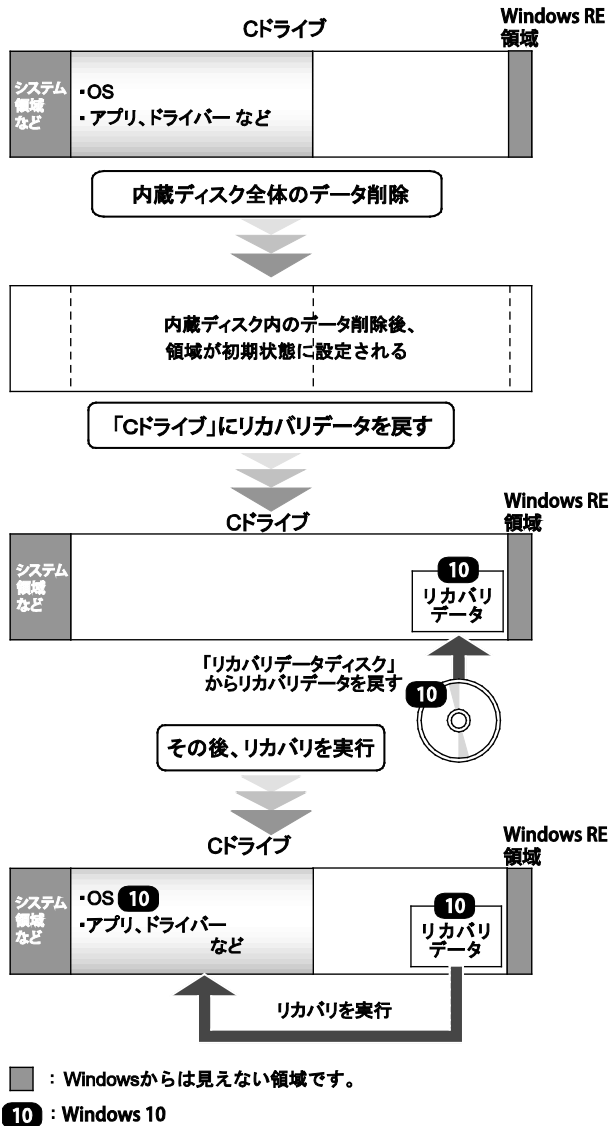 Cドライブ
Windows RE
領域
システム
領域
など
・OS
・アプリ、ドライバー など
内蔵ディスク全体のデータ削除
内蔵ディスク内のデータ削除後、
領域が初期状態に設定される
「Cドライブ」にリカバリデータを戻す
Cドライブ
Windows RE
領域
システム
領域
など
10
リカバリ
データ
「リカバリデータディスク」
からリカバリデータを戻す
10
その後、リカバリを実行
Cドライブ
Windows RE
領域
システム
領域
など
・OS 10
・アプリ、ドライバー
など
10
リカバリ
データ
リカバリを実行
：Windowsからは見えない領域です。
10：Windows 10